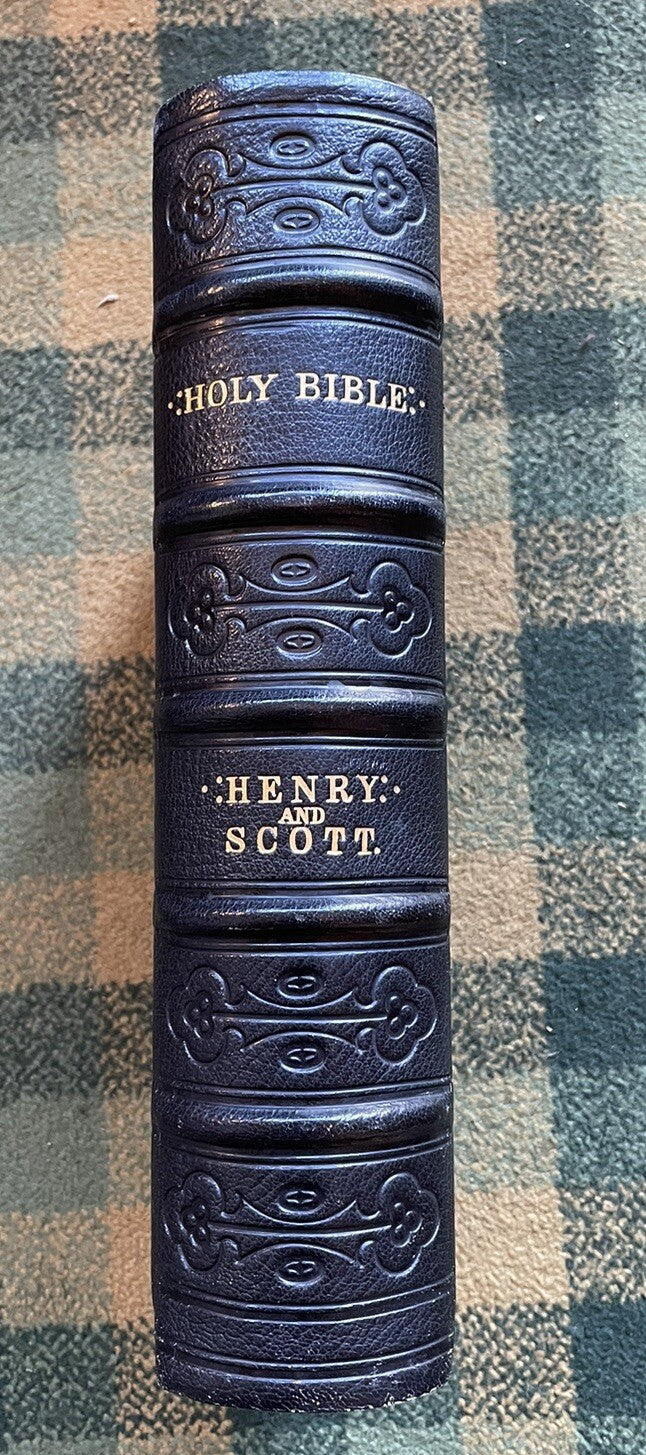 ·:HOLY BIBLE:·
·:HENRY:·
AND
SCOTT.